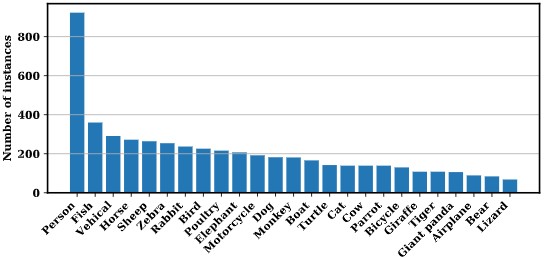 Number of instances
800
600
400
200
0
Person
Fish
Vehical
Horse
Sheep
Zebra
Rabbit
Bird
Poultry
Elephant
Motorcycle
Dog
Monkey
Boat
Turtle
Cat
Cow
Parrot
Bicycle
Giraffe
Tiger
Giant panda
Airplane
Bear
Lizard